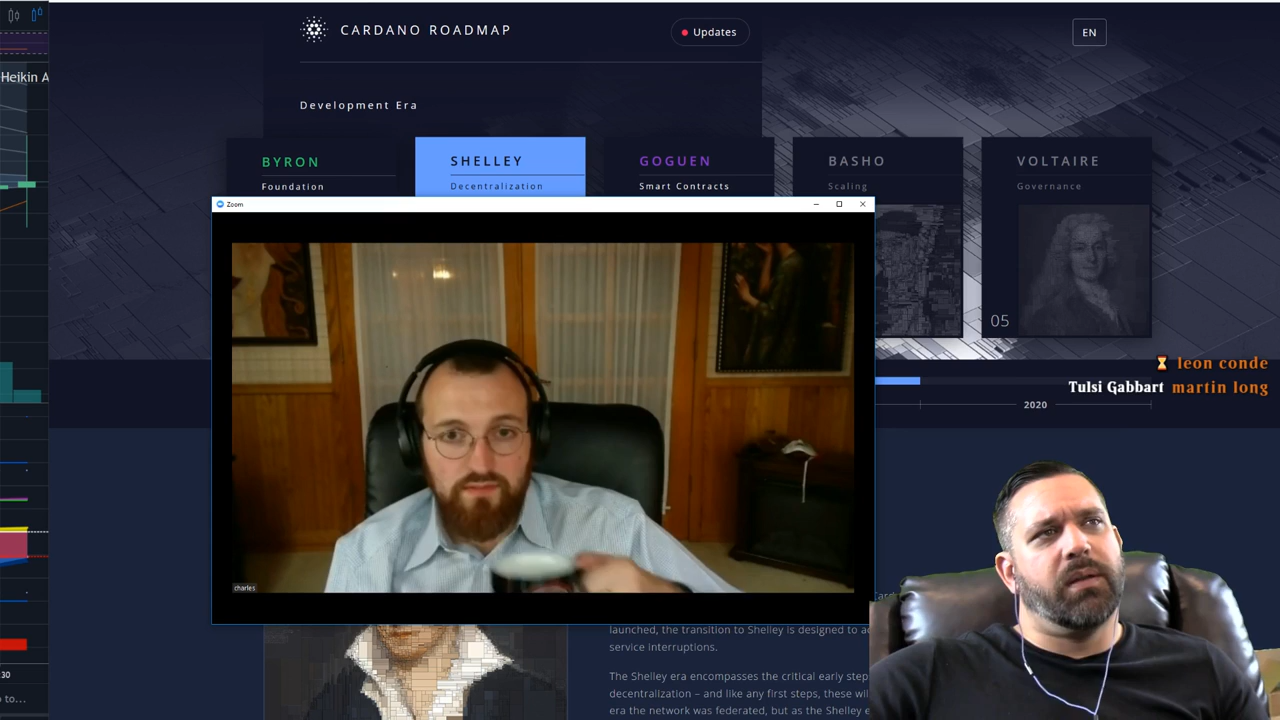 CARDANO ROADMAP
Updates
EN
Heikin A
Development Era
BYRON
Foundation
SHELLEY
Decentralization
GOGUEN
Smart Contracts
BASHO
Scaling
VOLTAIRE
Governance
Zoom
05
leon conde
Tulsi Gabbart martin long
2020
charles
Card
launched, the transition to Shelley is designed to
service interruptions.
The Shelley era encompasses the critical early step
decentralization – and like any first steps, these
era the network was federated, but as the Shelley
:30
to...